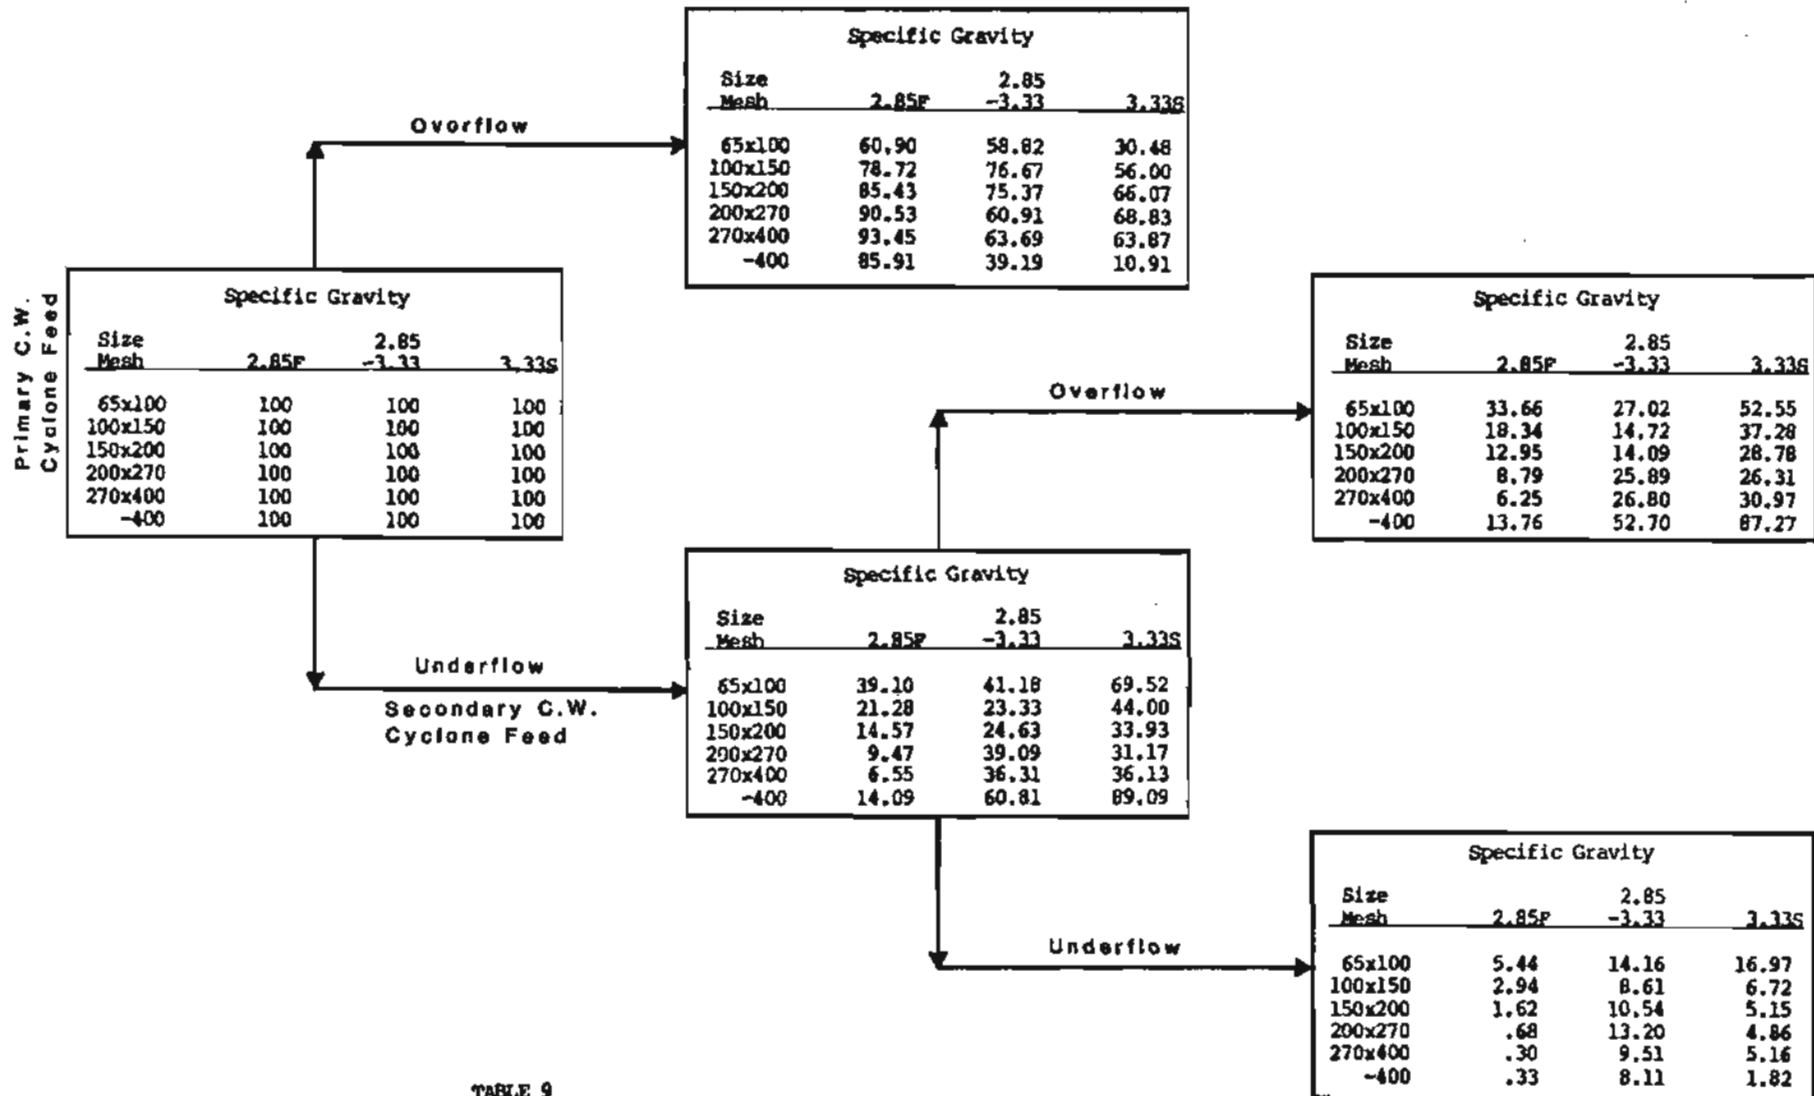 Specific Gravity
Size 2.85
Mesh 2.85F -3.33 3.33S
65x100 60.90 58.82 30.48
100x150 78.72 76.67 56.00
150x200 85.43 75.37 66.07
200x270 90.53 60.91 68.83
270x400 93.45 63.69 63.87
-400 85.91 39.19 10.91
Ovorflow
Primary C.W.
Cyclone Feed
Specific Gravity
Size 2.85
Mesh 2.85F -3.33 3.33S
65x100 100 100 100
100x150 100 100 100
150x200 100 100 100
200x270 100 100 100
270x400 100 100 100
-400 100 100 100
Underflow
Secondary C.W.
Cyclone Feed
Specific Gravity
Size 2.85
Mesh 2.85F -3.33 3.33S
65x100 39.10 41.18 69.52
100x150 21.28 23.33 44.00
150x200 14.57 24.63 33.93
200x270 9.47 39.09 31.17
270x400 6.55 36.31 36.13
-400 14.09 60.81 89.09
Overflow
Specific Gravity
Size 2.85
Mesh 2.85F -3.33 3.33S
65x100 33.66 27.02 52.55
100x150 18.34 14.72 37.28
150x200 12.95 14.09 28.78
200x270 8.79 25.89 26.31
270x400 6.25 26.80 30.97
-400 13.76 52.70 87.27
Underflow
Specific Gravity
Size 2.85
Mesh 2.85F -3.33 3.33S
65x100 5.44 14.16 16.97
100x150 2.94 8.61 6.72
150x200 1.62 10.54 5.15
200x270 .68 13.20 4.86
270x400 .30 9.51 5.16
-400 .33 8.11 1.82
TABLE 9